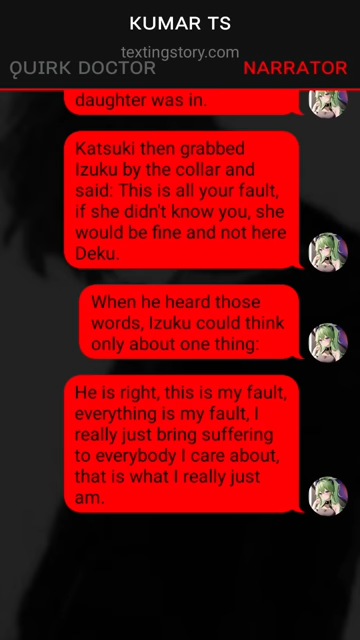 KUMAR TS
textingstory.com
QUIRK DOCTOR NARRATOR
daughter was in.
Katsuki then grabbed
Izuku by the collar and
said: This is all your fault,
if she didn't know you, she
would be fine and not here
Deku.
When he heard those
words, Izuku could think
only about one thing:
He is right, this is my fault,
everything is my fault, I
really just bring suffering
to everybody I care about,
that is what I really just
am.